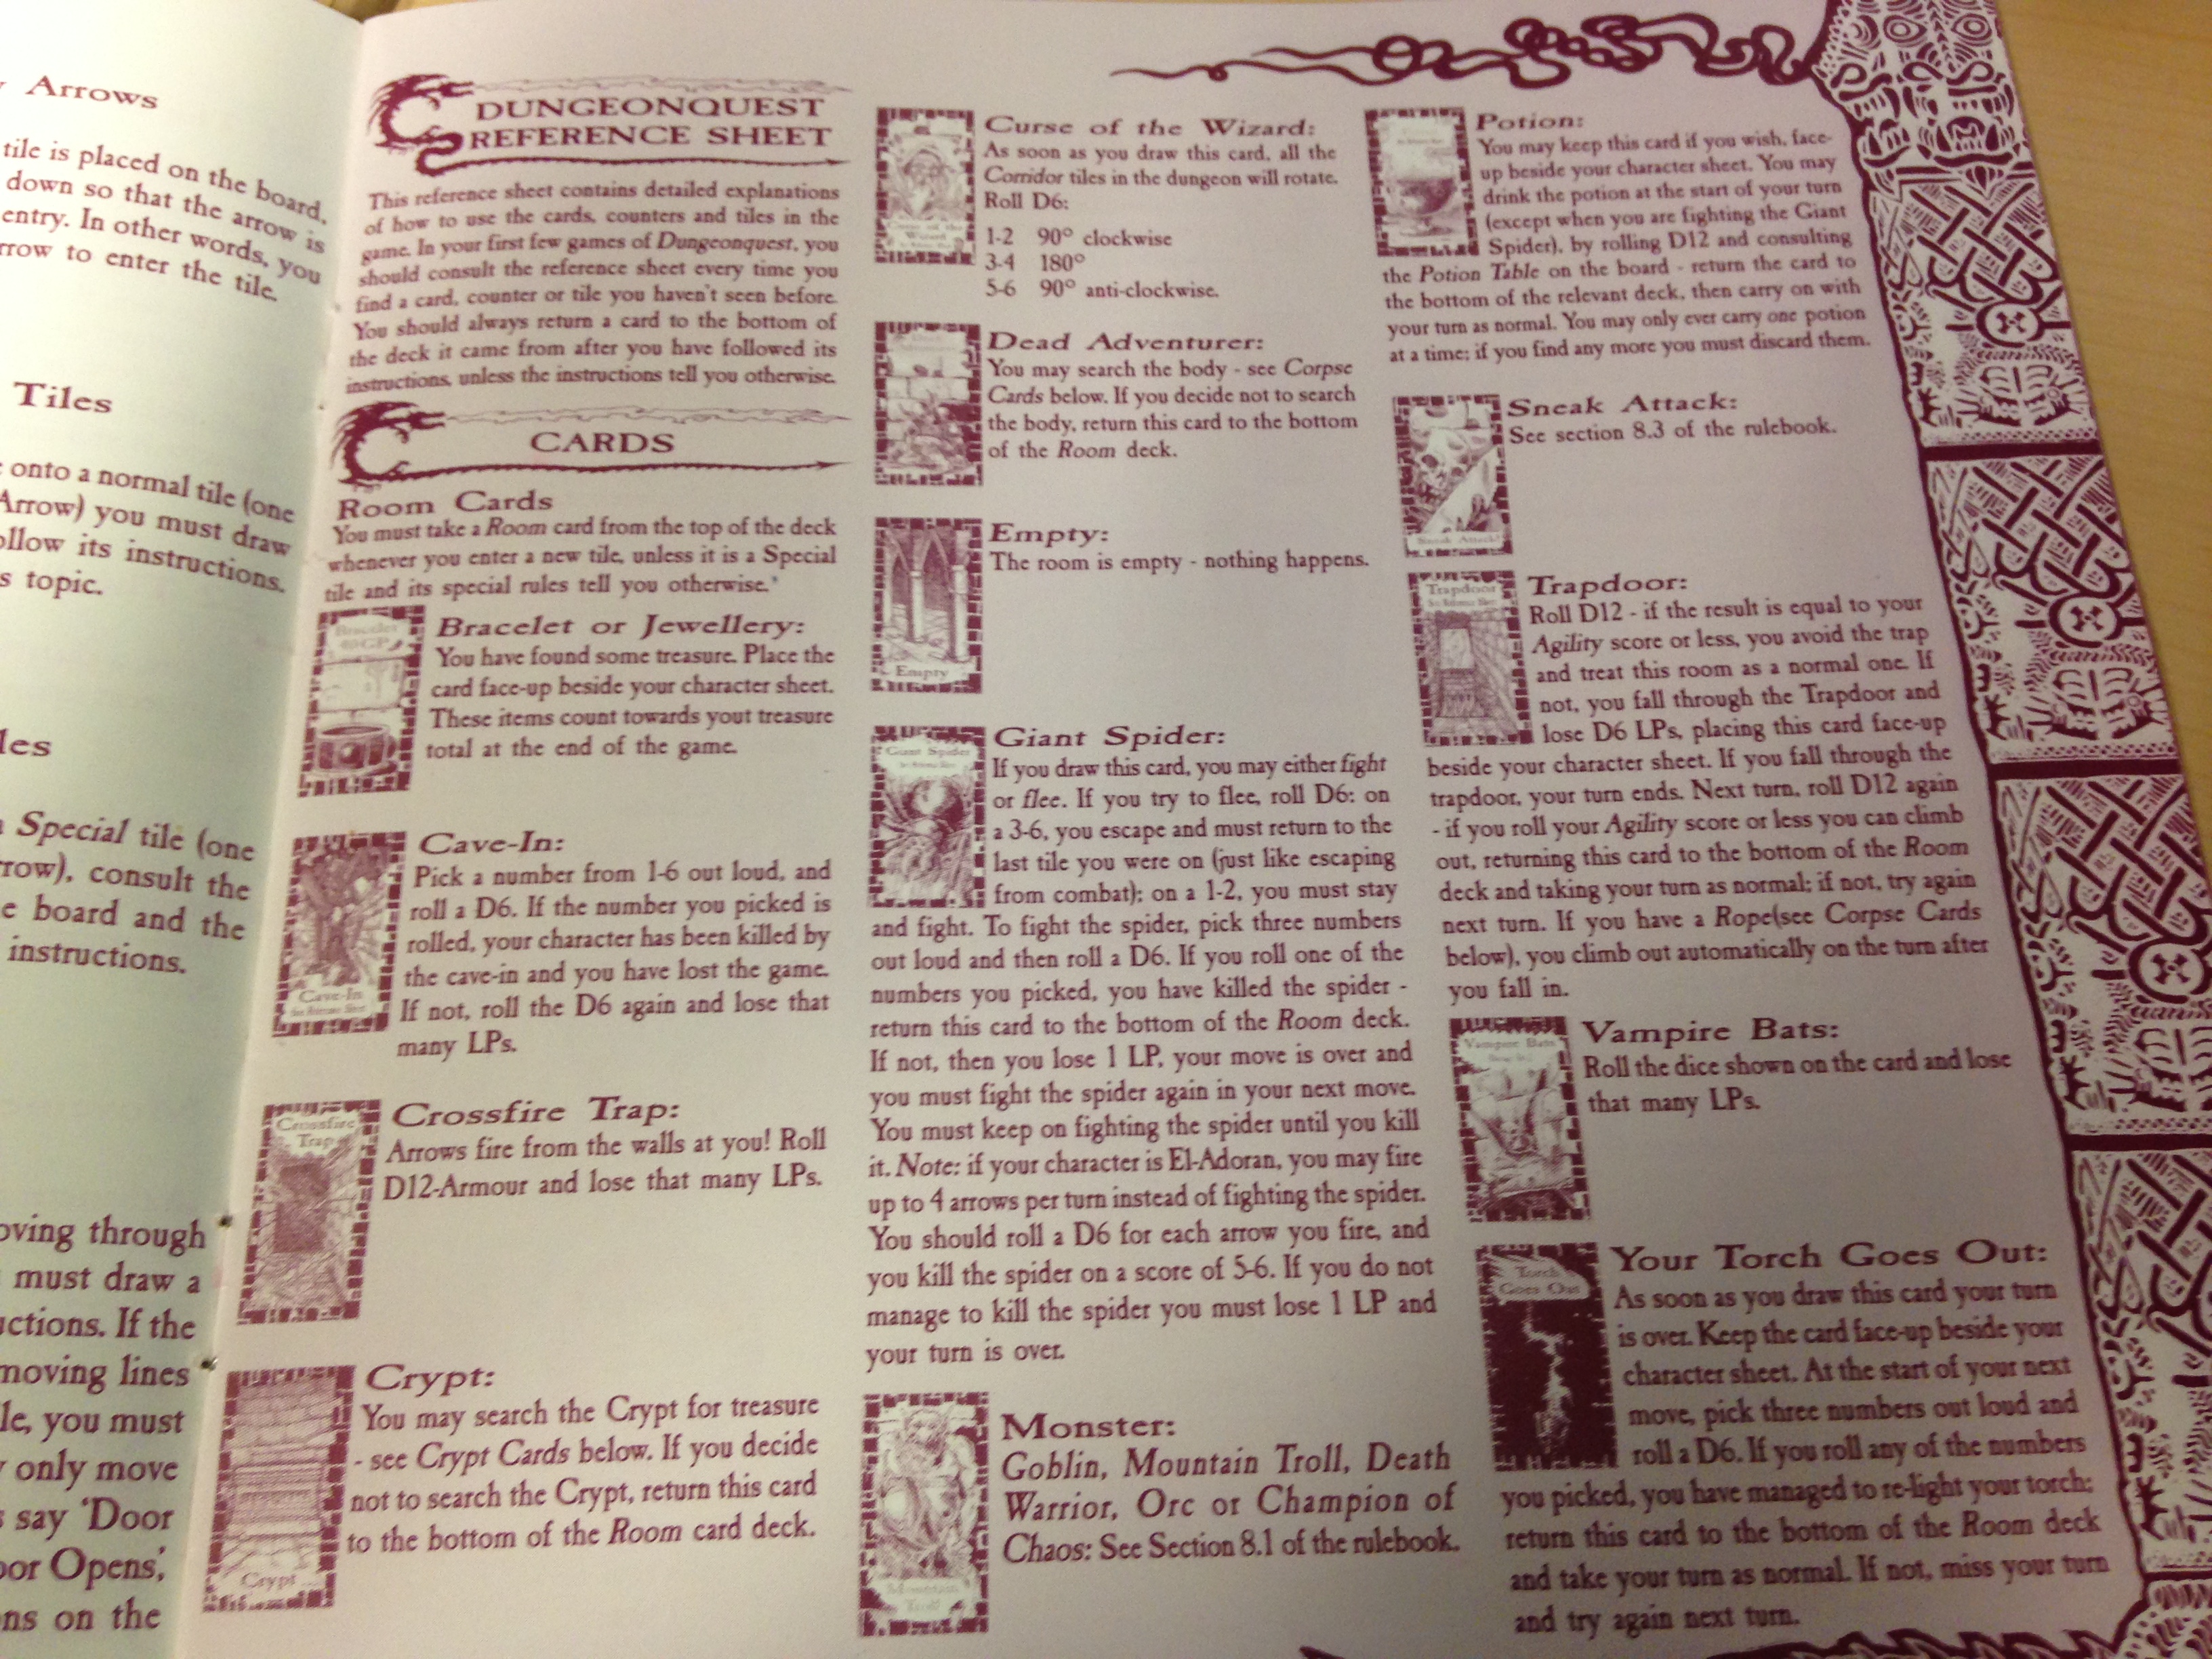 y Arrows
tile is placed on the board,
down so that the arrow is
entry. In other words, you
rrow to enter the tile.
Tiles
onto a normal tile (one
Arrow) you must draw
ollow its instructions.
s topic.
les
Special tile (one
rrow), consult the
e board and the
instructions.
oving through
must draw a
uctions. If the
moving lines
le, you must
y only move
s say 'Door
oor Opens',
ons on the
DUNGEONQUEST
REFERENCE SHEET
This reference sheet contains detailed explanations
of how to use the cards, counters and tiles in the
game. In your first few games of Dungeonquest, you
should consult the reference sheet every time you
find a card, counter or tile you haven't seen before.
You should always return a card to the bottom of
the deck it came from after you have followed its
instructions, unless the instructions tell you otherwise.
CARDS
Room Cards
You must take a Room card from the top of the deck
whenever you enter a new tile, unless it is a Special
tile and its special rules tell you otherwise.
Bracelet
40 GP
Bracelet or Jewellery:
You have found some treasure. Place the
card face-up beside your character sheet.
These items count towards yout treasure
total at the end of the game.
Cave-In:
Pick a number from 1-6 out loud, and
roll a D6. If the number you picked is
rolled, your character has been killed by
the cave-in and you have lost the game.
If not, roll the D6 again and lose that
many LPs.
Cave-In
Crossfire
Trap
Crossfire Trap:
Arrows fire from the walls at you! Roll
D12-Armour and lose that many LPs.
Crypt:
You may search the Crypt for treasure
- see Crypt Cards below. If you decide
not to search the Crypt, return this card
to the bottom of the Room card deck.
Crypt
Curse of the Wizard:
As soon as you draw this card, all the
Corridor tiles in the dungeon will rotate.
Roll D6:
1-2 90° clockwise
3-4 180°
5-6 90° anti-clockwise.
Curse of the
Wizard
Dead Adventurer:
You may search the body - see Corpse
Cards below. If you decide not to search
the body, return this card to the bottom
of the Room deck.
Empty:
The room is empty - nothing happens.
Empty
Giant Spider
Giant Spider:
If you draw this card, you may either fight
or flee. If you try to flee, roll D6: on
a 3-6, you escape and must return to the
last tile you were on (just like escaping
from combat); on a 1-2, you must stay
and fight. To fight the spider, pick three numbers
out loud and then roll a D6. If you roll one of the
numbers you picked, you have killed the spider -
return this card to the bottom of the Room deck.
If not, then you lose 1 LP, your move is over and
you must fight the spider again in your next move.
You must keep on fighting the spider until you kill
it. Note: if your character is El-Adoran, you may fire
up to 4 arrows per turn instead of fighting the spider.
You should roll a D6 for each arrow you fire, and
you kill the spider on a score of 5-6. If you do not
manage to kill the spider you must lose 1 LP and
your turn is over.
Monster:
Goblin, Mountain Troll, Death
Warrior, Orc or Champion of
Chaos: See Section 8.1 of the rulebook.
Mountain
Troll
Potion:
You may keep this card if you wish, face-
up beside your character sheet. You may
drink the potion at the start of your turn
(except when you are fighting the Giant
Spider), by rolling D12 and consulting
the Potion Table on the board - return the card to
the bottom of the relevant deck, then carry on with
your turn as normal. You may only ever carry one potion
at a time; if you find any more you must discard them.
Sneak Attack:
See section 8.3 of the rulebook.
Sneak Attack!
Trapdoor
Trapdoor:
Roll D12 - if the result is equal to your
Agility score or less, you avoid the trap
and treat this room as a normal one. If
not, you fall through the Trapdoor and
lose D6 LPs, placing this card face-up
beside your character sheet. If you fall through the
trapdoor, your turn ends. Next turn, roll D12 again
- if you roll your Agility score or less you can climb
out, returning this card to the bottom of the Room
deck and taking your turn as normal; if not, try again
next turn. If you have a Rope(see Corpse Cards
below), you climb out automatically on the turn after
you fall in.
Vampire Bats
Vampire Bats:
Roll the dice shown on the card and lose
that many LPs.
Torch
Goes Out
Your Torch Goes Out:
As soon as you draw this card your turn
is over. Keep the card face-up beside your
character sheet. At the start of your next
move, pick three numbers out loud and
roll a D6. If you roll any of the numbers
you picked, you have managed to re-light your torch;
return this card to the bottom of the Room deck
and take your turn as normal. If not, miss your turn
and try again next turn.